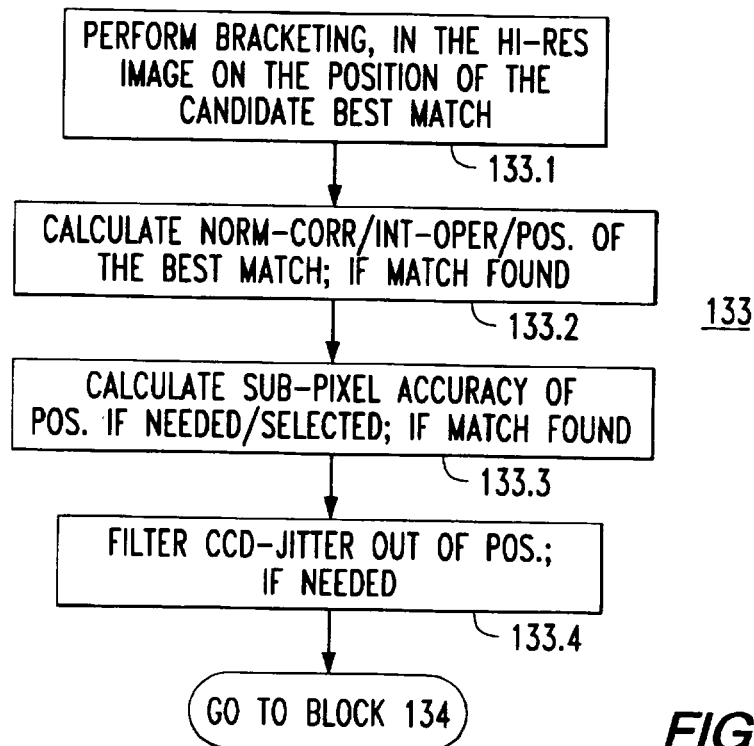 PERFORM BRACKETING, IN THE HI-RES
IMAGE ON THE POSITION OF THE
CANDIDATE BEST MATCH
133.1
CALCULATE NORM-CORR/INT-OPER/POS. OF
THE BEST MATCH; IF MATCH FOUND
133.2
133
CALCULATE SUB-PIXEL ACCURACY OF
POS. IF NEEDED/SELECTED; IF MATCH FOUND
133.3
FILTER CCD-JITTER OUT OF POS.;
IF NEEDED
133.4
GO TO BLOCK 134
FIG